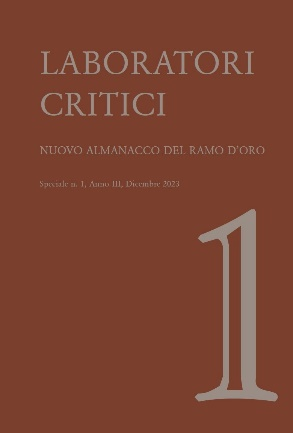 LABORATORI
CRITICI
NUOVO ALMANACCO DEL RAMO D'ORO
Speciale n. 1, Anno III, Dicembre 2023
1